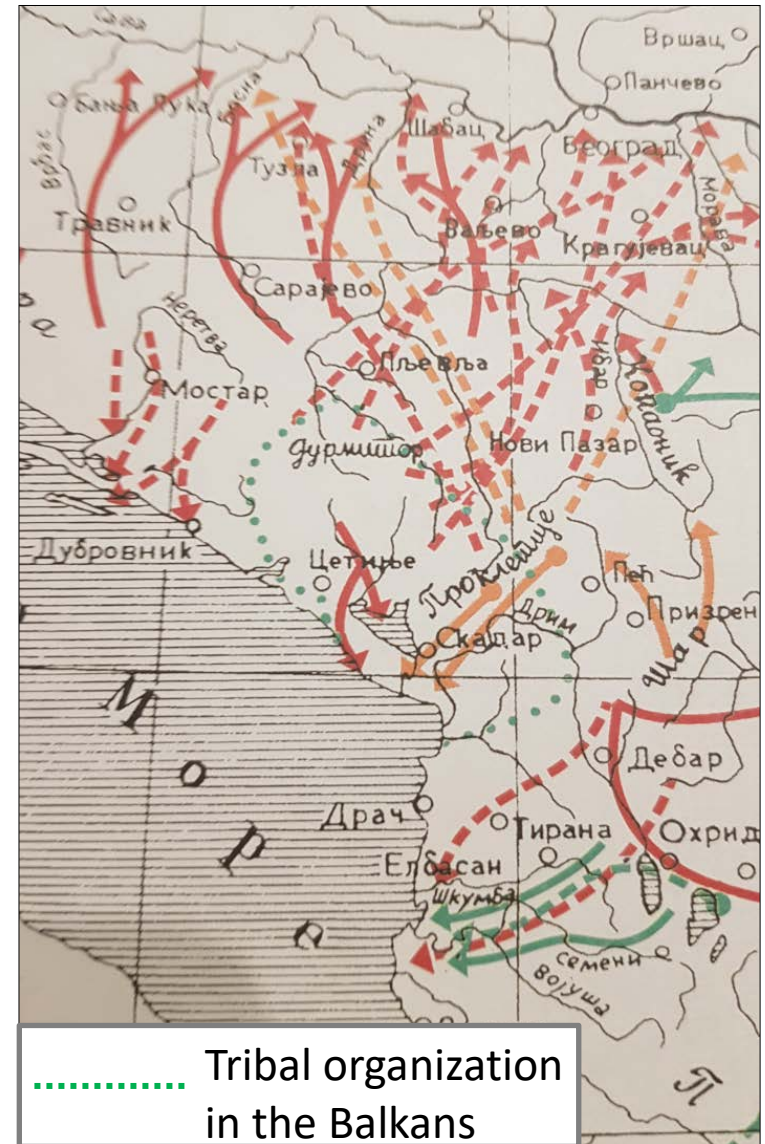 Сава
Вршац
Панчево
Бања Лука
Босна
Врбас
Тузла
Дрина
Шабац
Београд
Морава
Травник
Ваљево
Крагујевац
Сарајево
Неретва
Мостар
Пљевља
Ибар
Копаоник
Дурмитор
Нови Пазар
Дубровник
Цетиње
Проклетије
Пећ
Дрим
Призрен
Скадар
Шар
Море
Дебар
Драч
Тирана
Охрид
Елбасан
Шкумба
Семени
Војуша
П
Tribal organization
in the Balkans